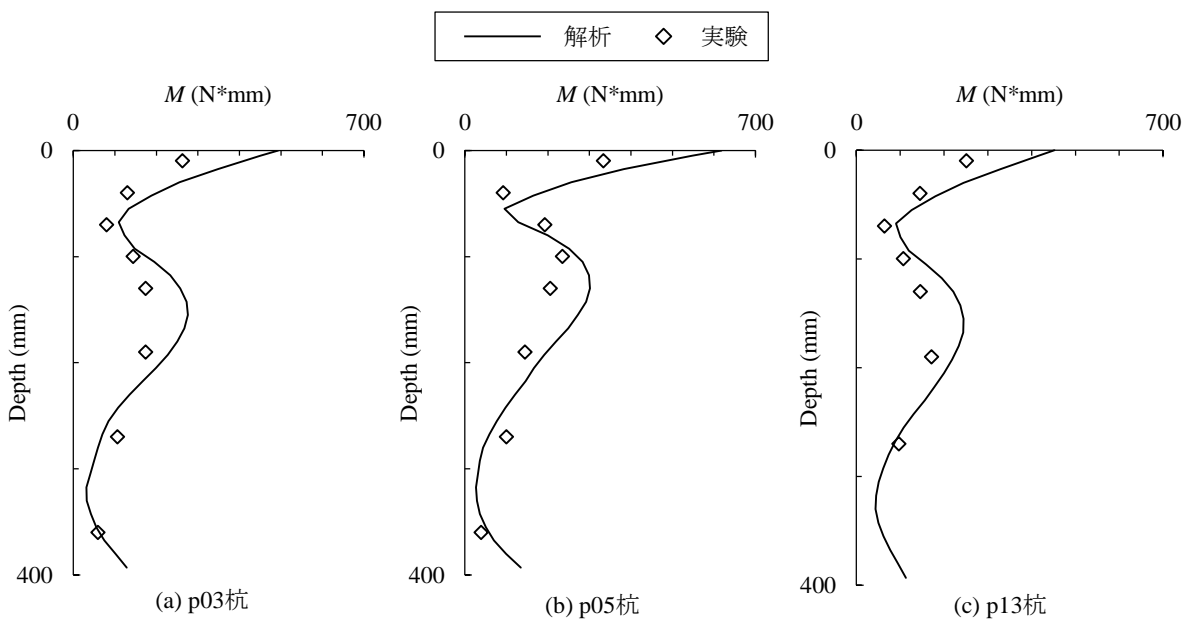 解析 実験
M (N*mm) M (N*mm) M (N*mm)
0 700 0 700 0 700
0 0 0
Depth (mm) Depth (mm) Depth (mm)
400 400 400
(a) p03杭 (b) p05杭 (c) p13杭